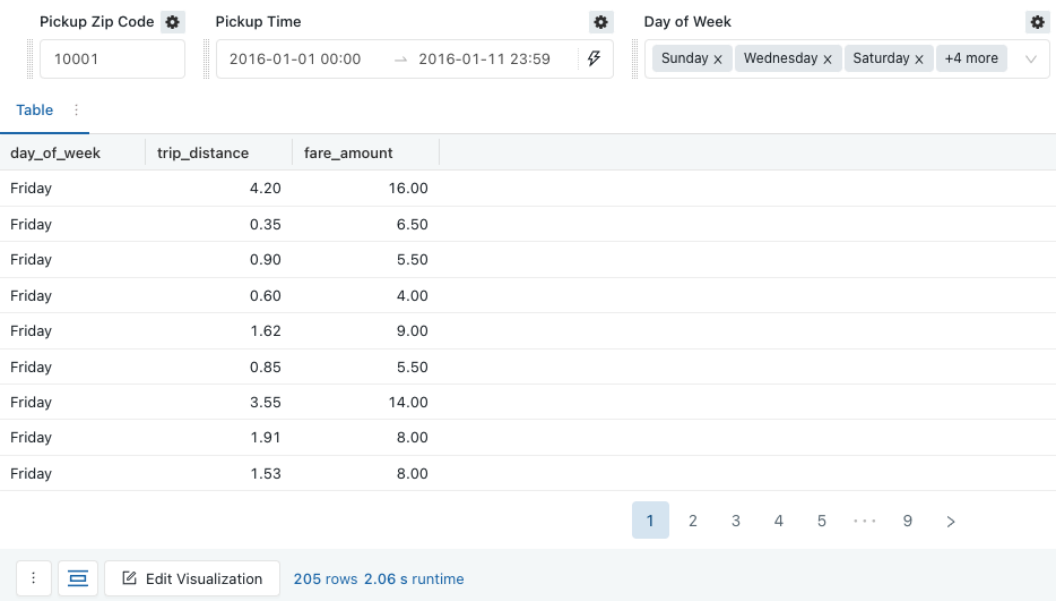 Pickup Zip Code Pickup Time Day of Week
10001 2016-01-01 00:00 → 2016-01-11 23:59 Sunday x Wednesday x Saturday x +4 more
Table
day_of_week trip_distance fare_amount
Friday 4.20 16.00
Friday 0.35 6.50
Friday 0.90 5.50
Friday 0.60 4.00
Friday 1.62 9.00
Friday 0.85 5.50
Friday 3.55 14.00
Friday 1.91 8.00
Friday 1.53 8.00
1 2 3 4 5 ••• 9 >
Edit Visualization 205 rows 2.06 s runtime